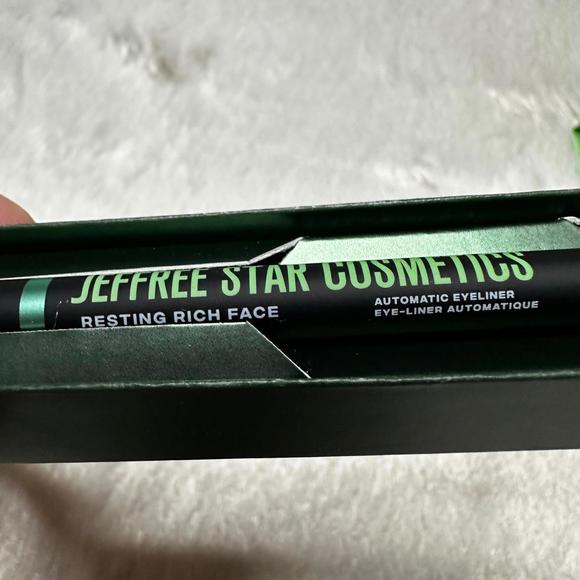 JEFFREE STAR COSMETICS
RESTING RICH FACE
AUTOMATIC EYELINER
EYE-LINER AUTOMATIQUE